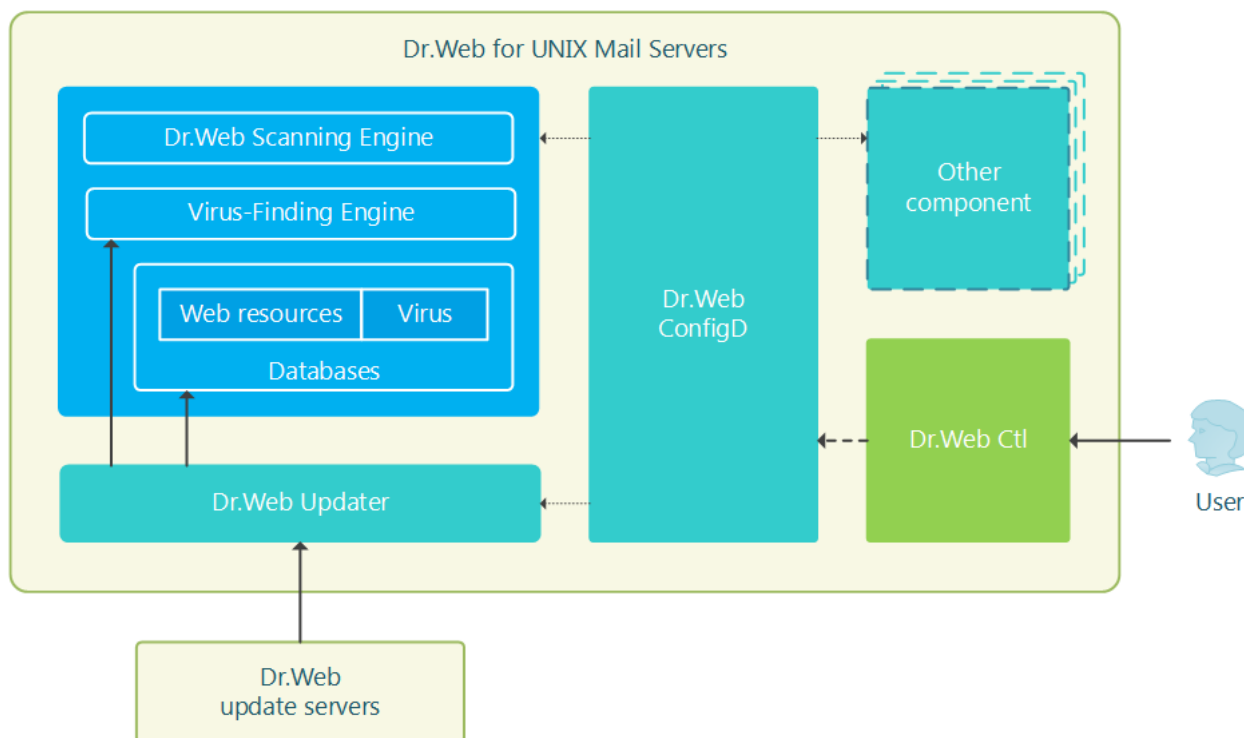 Dr.Web for UNIX Mail Servers
Dr.Web Scanning Engine
Virus-Finding Engine
Web resources
Virus
Databases
Dr.Web Updater
Dr.Web
ConfigD
Other
component
Dr.Web Ctl
User
Dr.Web
update servers